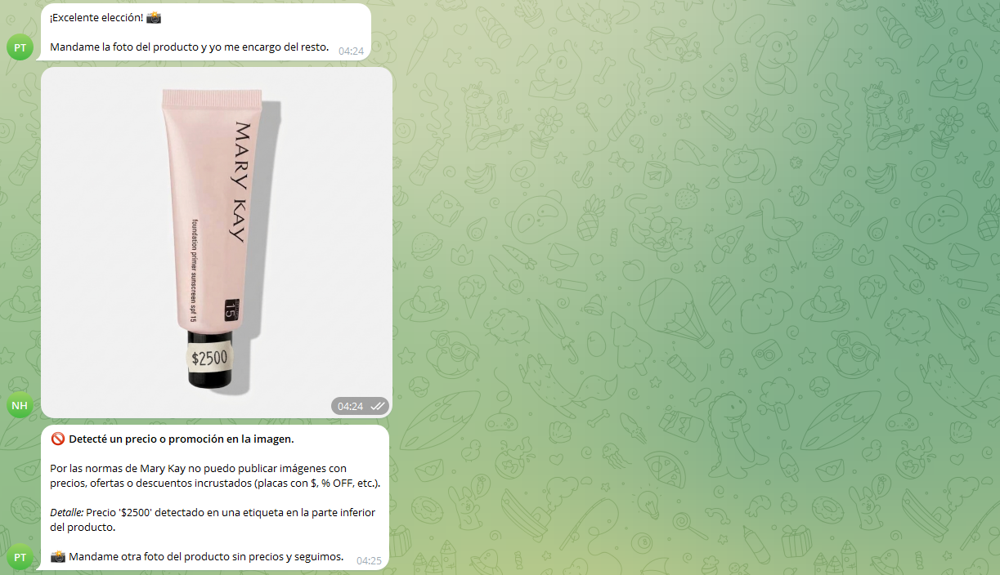 ¡Excelente elección! 📸
Mandame la foto del producto y yo me encargo del resto.
04:24
PT
MARY KAY
foundation primer sunscreen spf 15
15
$2500
04:24
NH
🚫 Detecté un precio o promoción en la imagen.
Por las normas de Mary Kay no puedo publicar imágenes con
precios, ofertas o descuentos incrustados (placas con $, % OFF, etc.).
Detalle: Precio '$2500' detectado en una etiqueta en la parte inferior
del producto.
📸 Mandame otra foto del producto sin precios y seguimos.
04:25
PT